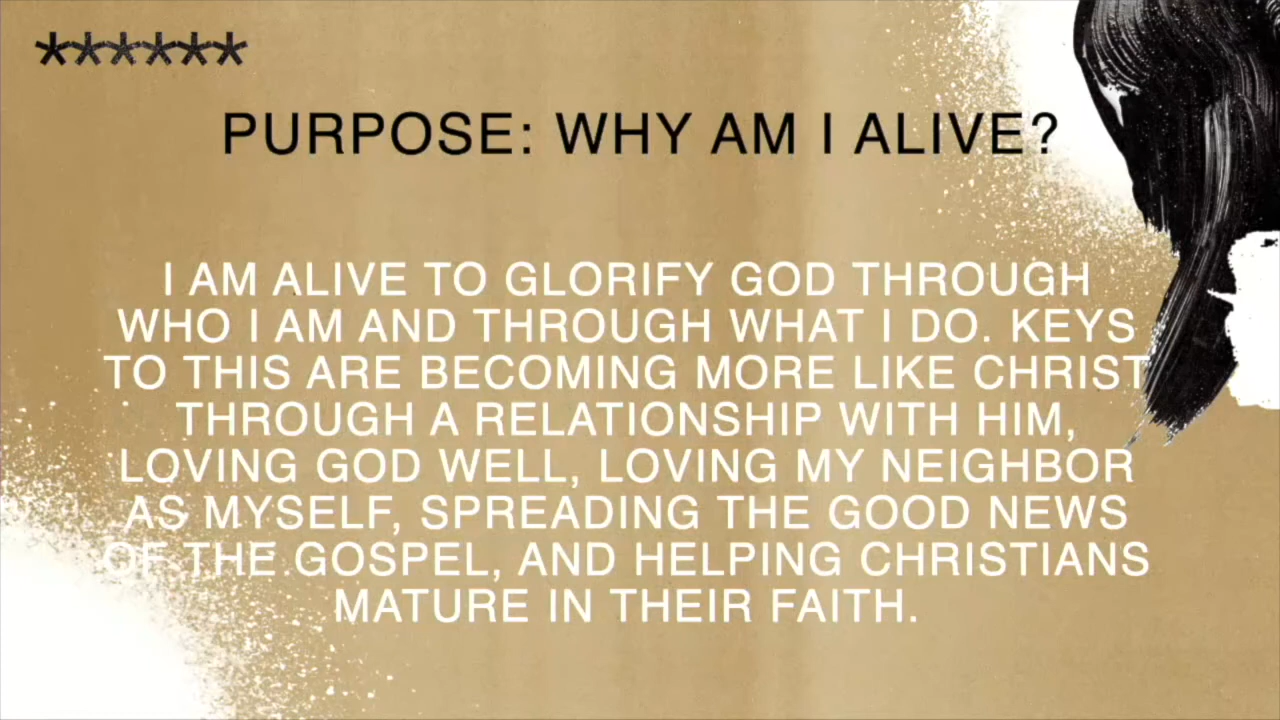 ******
PURPOSE: WHY AM I ALIVE?
I AM ALIVE TO GLORIFY GOD THROUGH
WHO I AM AND THROUGH WHAT I DO. KEYS
TO THIS ARE BECOMING MORE LIKE CHRIST
THROUGH A RELATIONSHIP WITH HIM,
LOVING GOD WELL, LOVING MY NEIGHBOR
AS MYSELF, SPREADING THE GOOD NEWS
OF THE GOSPEL, AND HELPING CHRISTIANS
MATURE IN THEIR FAITH.